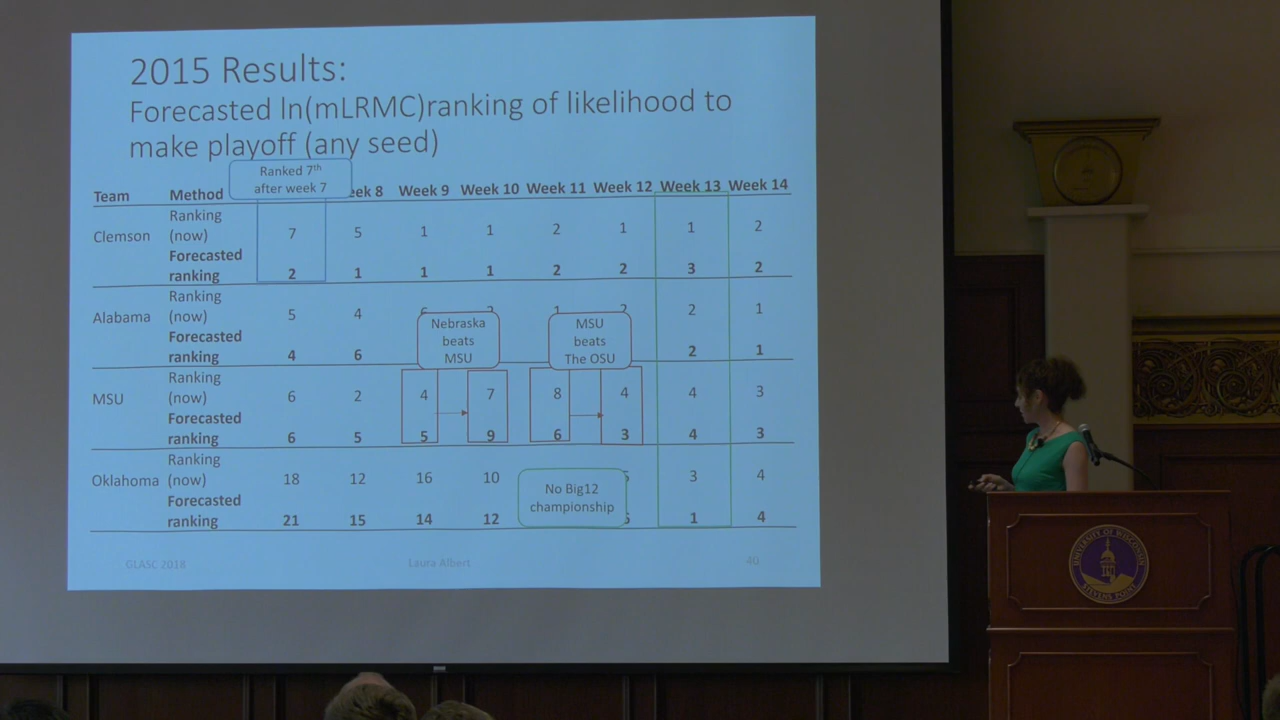 2015 Results:
Forecasted ln(mLRMC)ranking of likelihood to
make playoff (any seed)
Ranked 7th
after week 7
Team Method eek 8 Week 9 Week 10 Week 11 Week 12 Week 13 Week 14
Clemson Ranking (now) 7 5 1 1 2 1 1 2
Forecasted ranking 2 1 1 1 2 2 3 2
Alabama Ranking (now) 5 4 2 1
Forecasted ranking 4 6 2 1
Nebraska
beats
MSU
MSU
beats
The OSU
MSU Ranking (now) 6 2 4 7 8 4 4 3
Forecasted ranking 6 5 5 9 6 3 4 3
Oklahoma Ranking (now) 18 12 16 10 3 4
Forecasted ranking 21 15 14 12 1 4
No Big12
championship
GLASC 2018 Laura Albert 40
UNIVERSITY OF WISCONSIN
STEVENS POINT